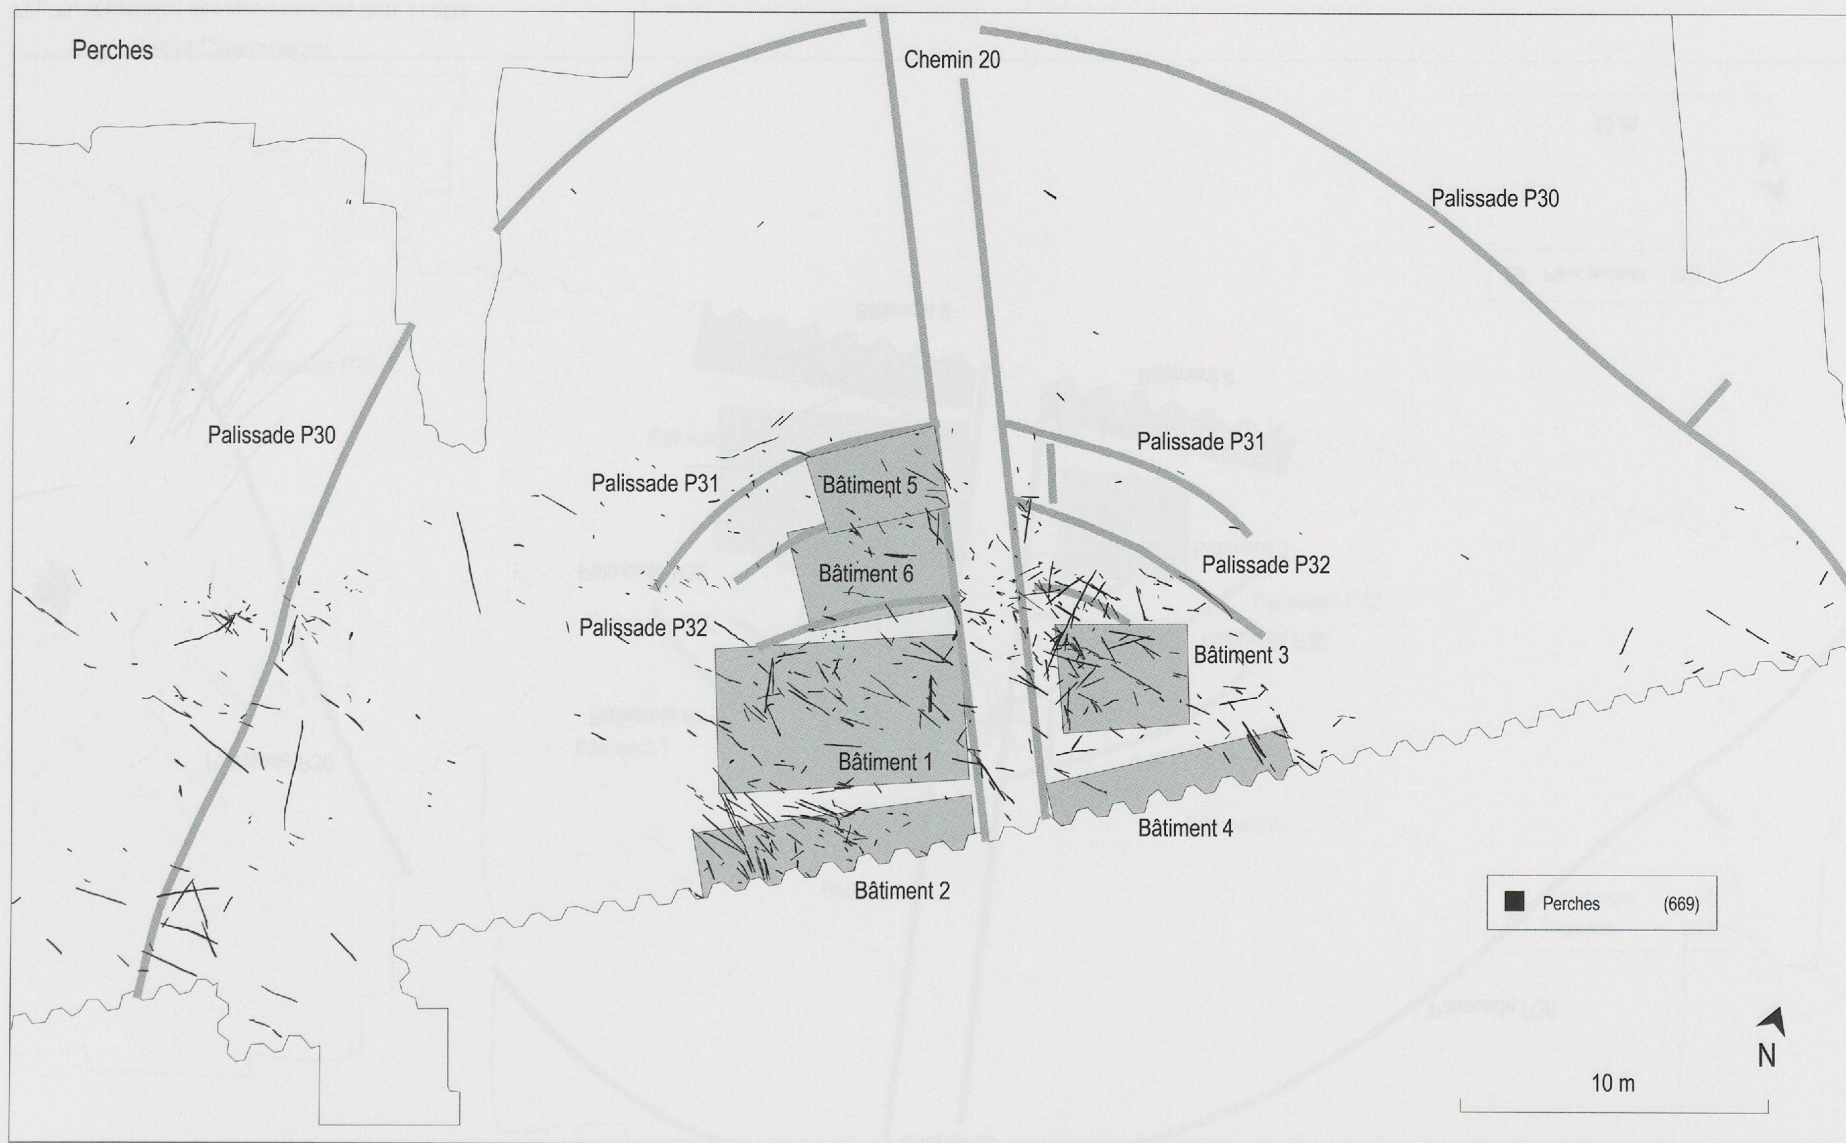 Perches
Chemin 20
Palissade P30
Palissade P30
Palissade P31
Palissade P31
Bâtiment 5
Palissade P32
Bâtiment 6
Palissade P32
Bâtiment 3
Bâtiment 1
Bâtiment 4
Bâtiment 2
Perches (669)
N
10 m